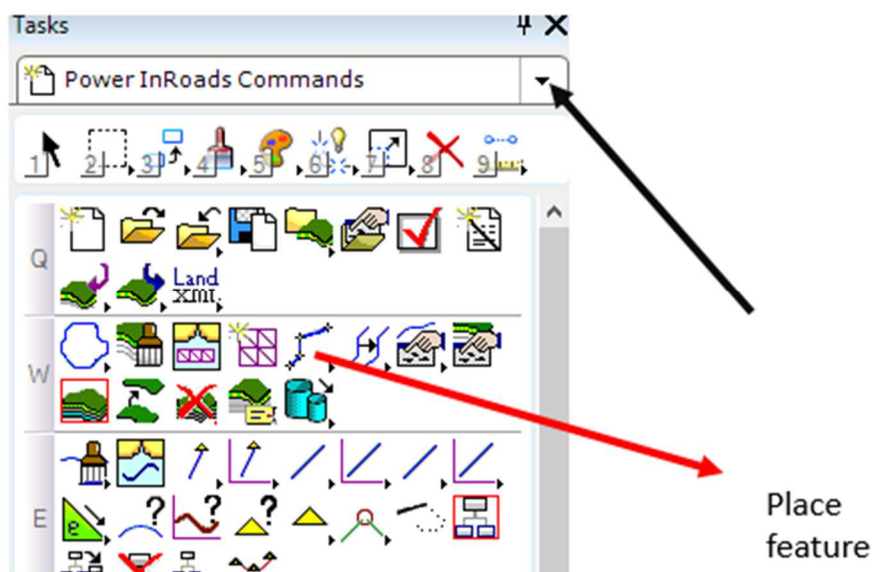 Tasks
Power InRoads Commands
1 2 3 4 5 6 7 8 9
Q
Land
XML
W
E
e
Place
feature